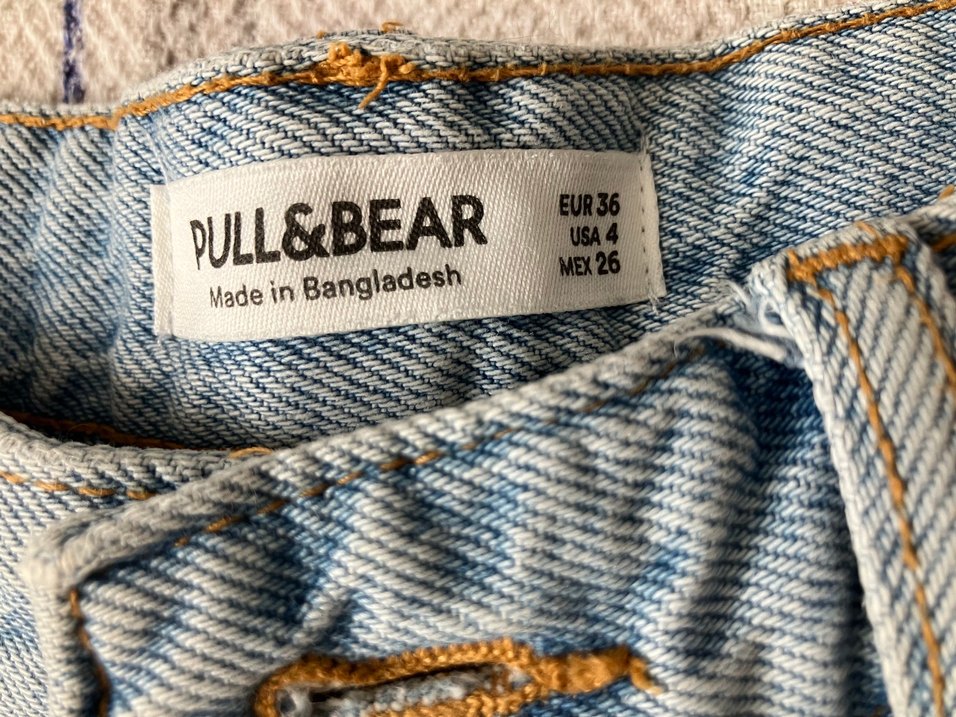 PULL&BEAR
Made in Bangladesh
EUR 36
USA 4
MEX 26